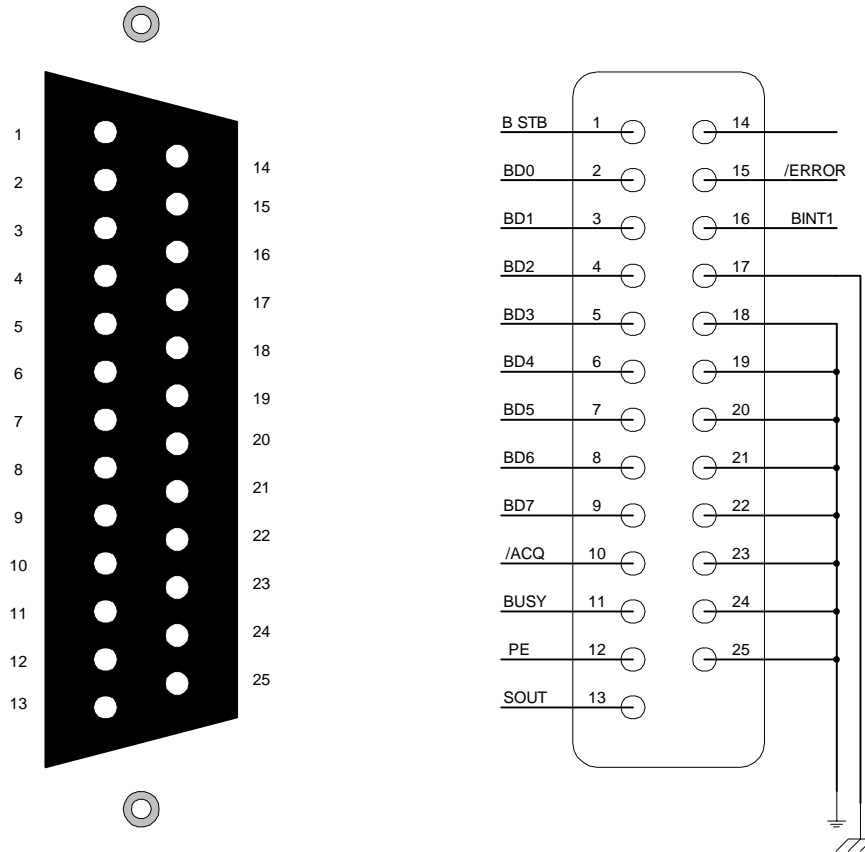 1
14
2
15
3
16
4
17
5
18
6
19
7
20
8
21
9
22
10
23
11
24
12
25
13
B STB 1 14
BD0 2 15 /ERROR
BD1 3 16 BINT1
BD2 4 17
BD3 5 18
BD4 6 19
BD5 7 20
BD6 8 21
BD7 9 22
/ACQ 10 23
BUSY 11 24
PE 12 25
SOUT 13